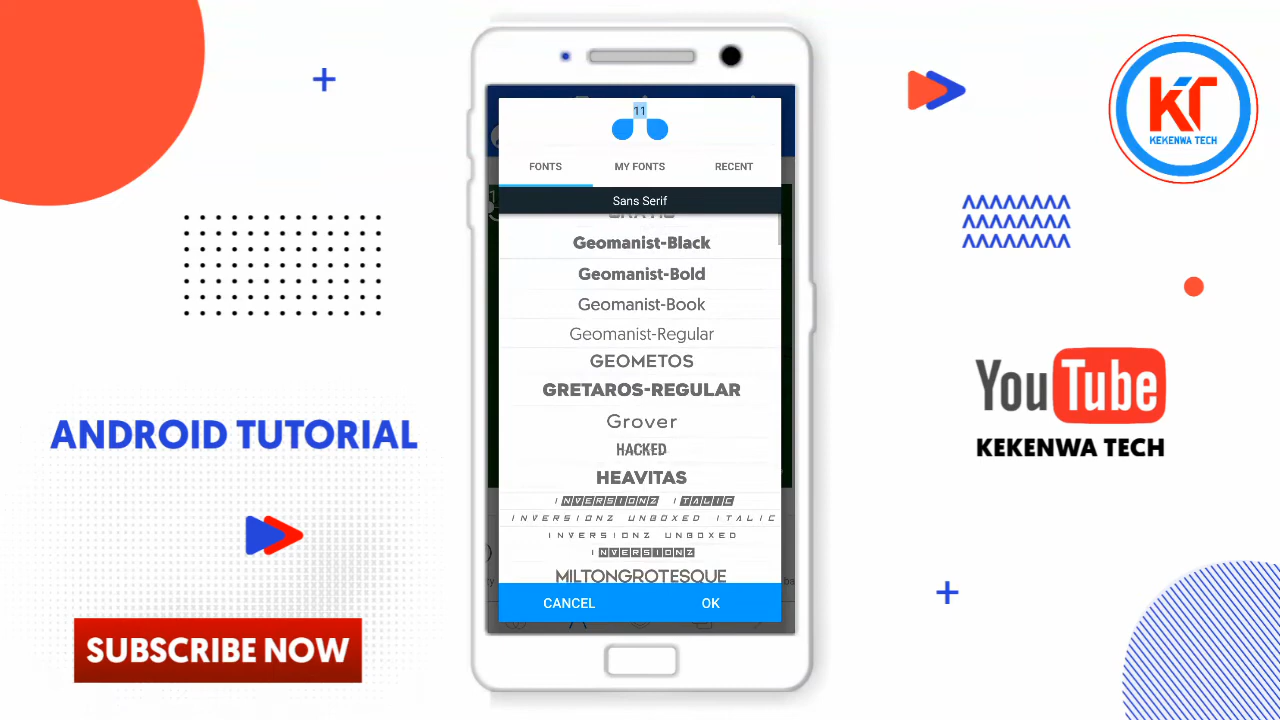 11
FONTS MY FONTS RECENT
Sans Serif
Geomanist-Black
Geomanist-Bold
Geomanist-Book
Geomanist-Regular
GEOMETOS
GRETAROS-REGULAR
Grover
HACKED
HEAVITAS
INVERSIONZ ITALIC
INVERSIONZ UNBOXED ITALIC
INVERSIONZ UNBOXED
INVERSIONZ
MILTONGROTESQUE
CANCEL OK
ANDROID TUTORIAL
SUBSCRIBE NOW
KT
KEKENWA TECH
YouTube
KEKENWA TECH